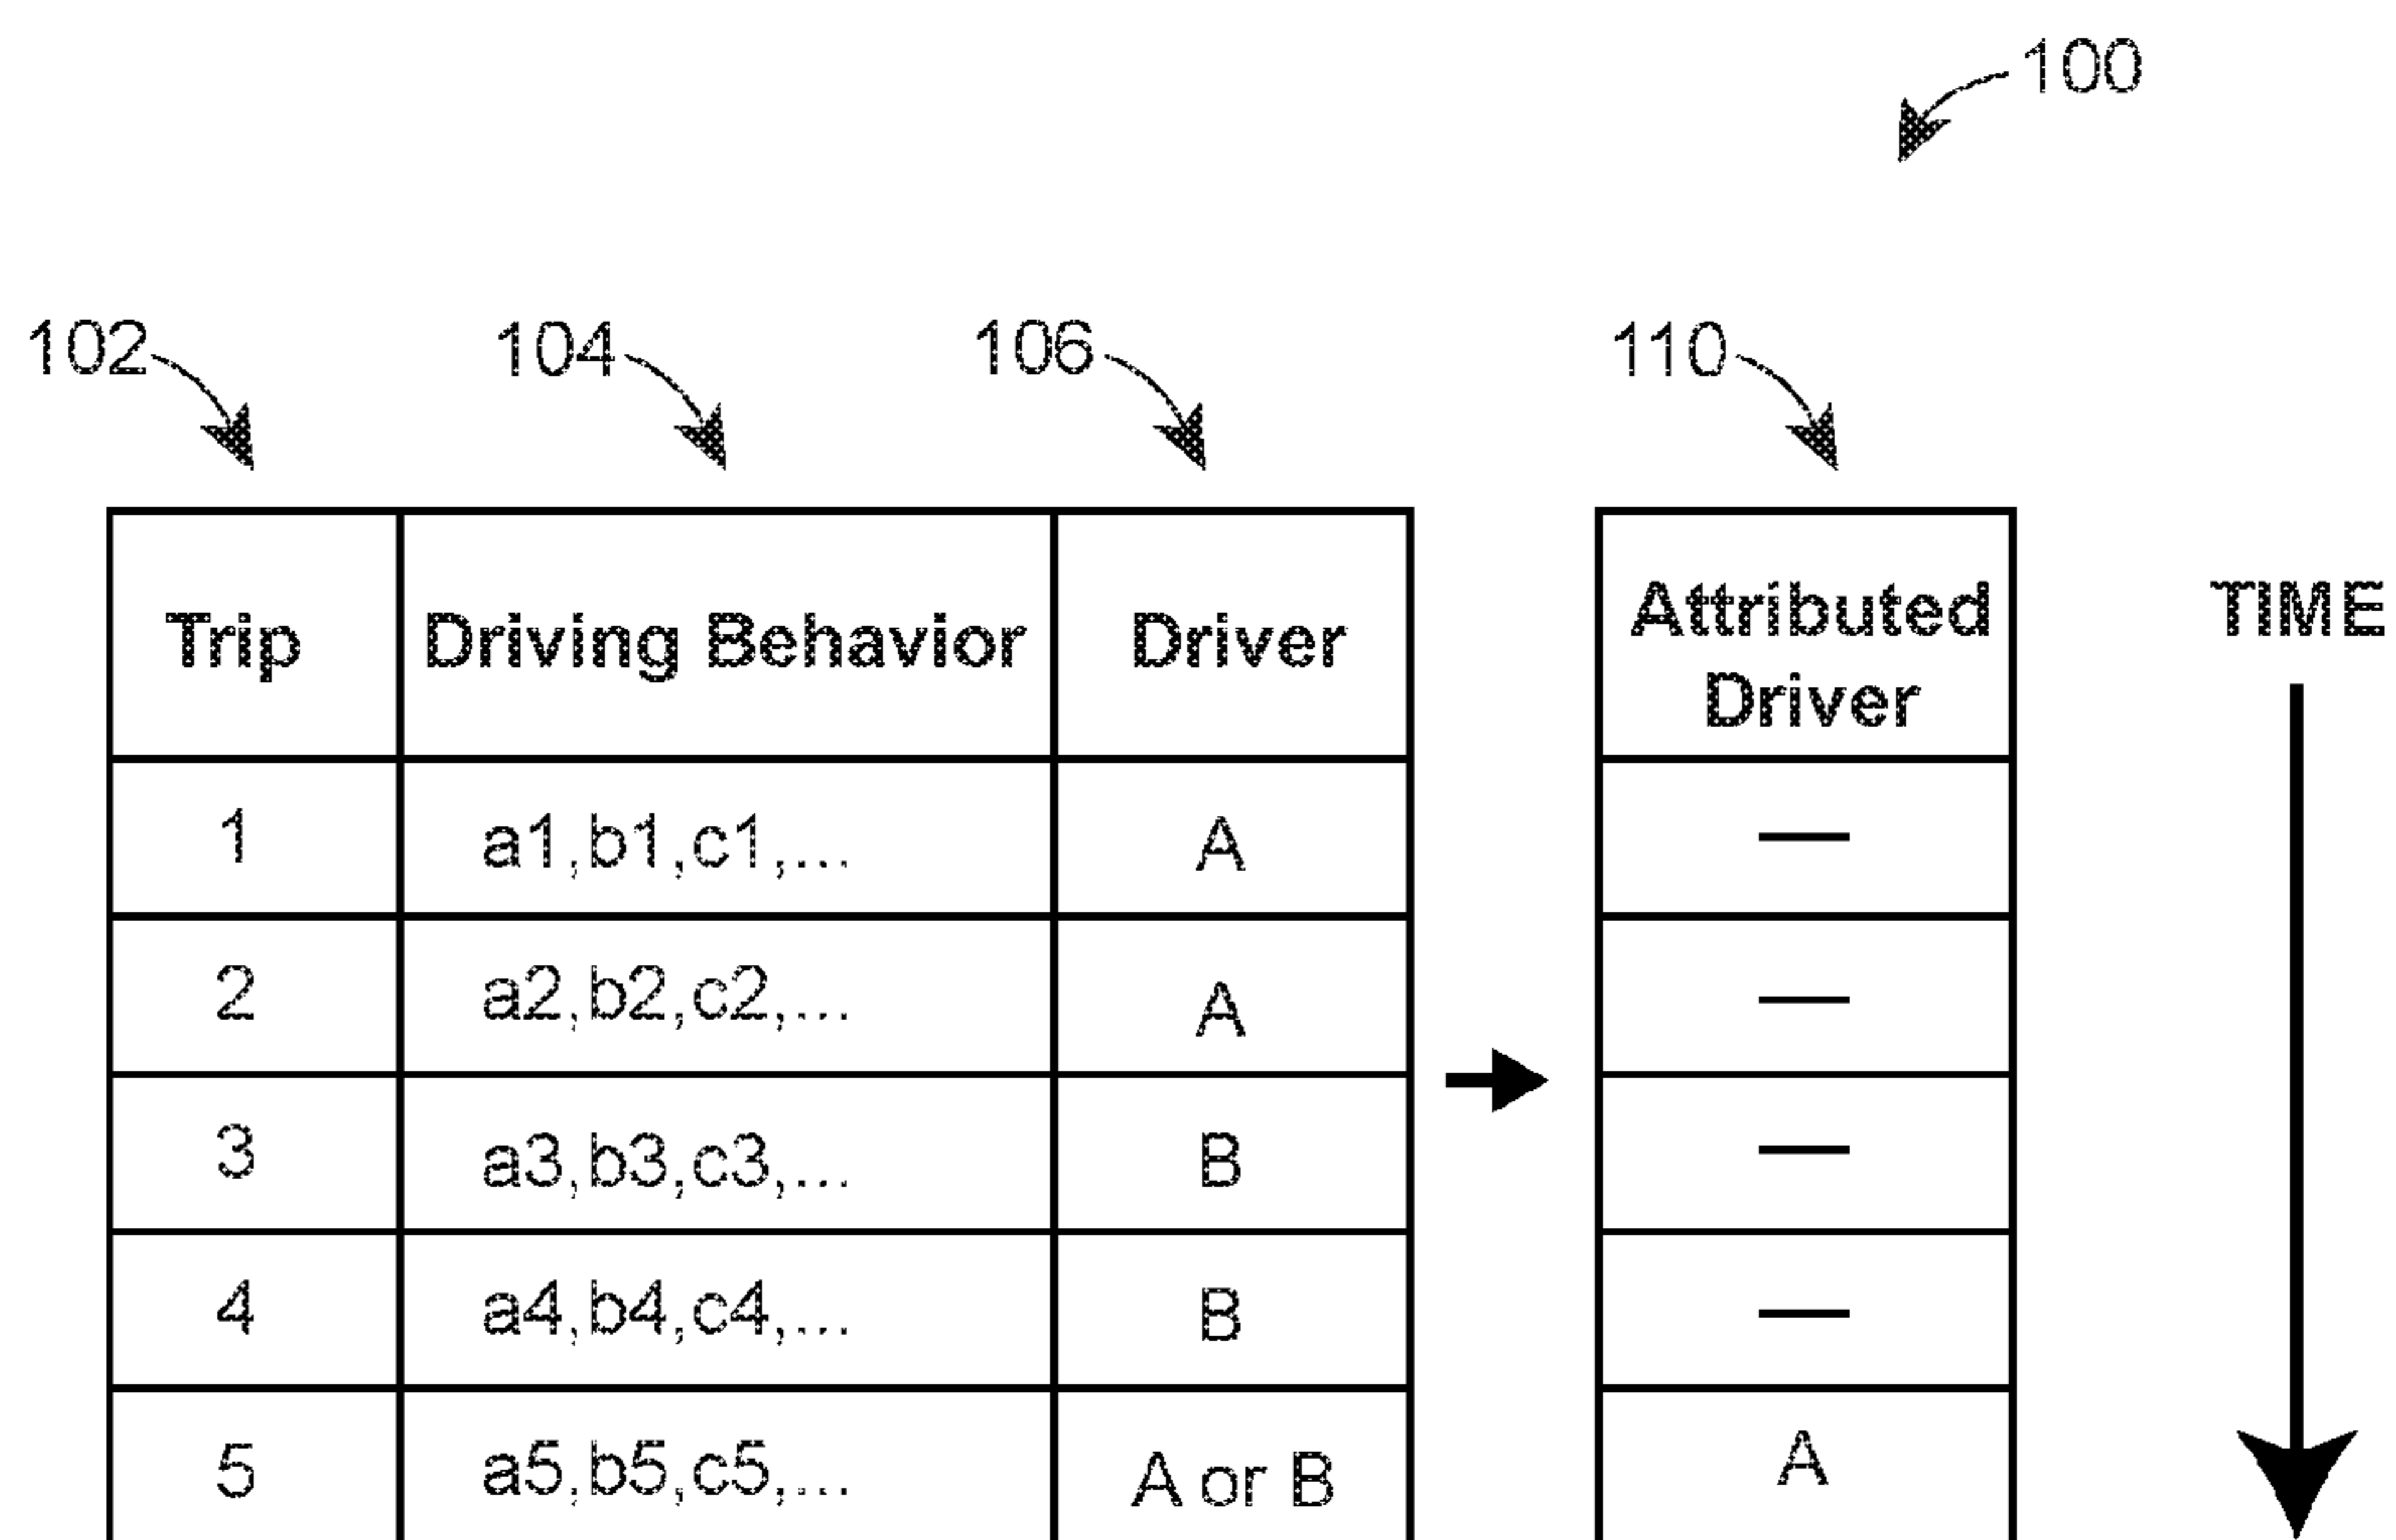 100
102 104 106 110
Trip Driving Behavior Driver Attributed Driver TIME
1 a1,b1,c1,... A —
2 a2,b2,c2,... A —
3 a3,b3,c3,... B —
4 a4,b4,c4,... B —
5 a5,b5,c5,... A or B A